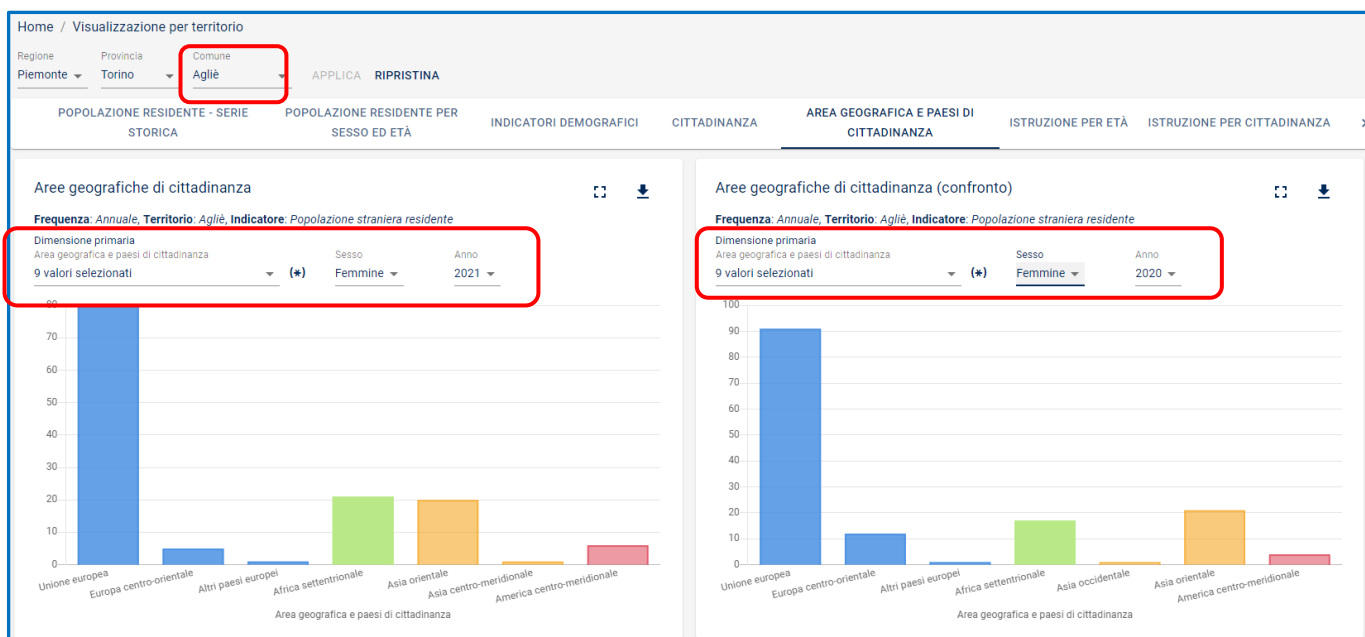 Home / Visualizzazione per territorio
Regione Provincia Comune
Piemonte Torino Agliè APPLICA RIPRISTINA
POPOLAZIONE RESIDENTE - SERIE STORICA
POPOLAZIONE RESIDENTE PER SESSO ED ETÀ
INDICATORI DEMOGRAFICI
CITTADINANZA
AREA GEOGRAFICA E PAESI DI CITTADINANZA
ISTRUZIONE PER ETÀ
ISTRUZIONE PER CITTADINANZA
Aree geografiche di cittadinanza
Frequenza: Annuale, Territorio: Agliè, Indicatore: Popolazione straniera residente
Dimensione primaria
Area geografica e paesi di cittadinanza Sesso Anno
9 valori selezionati (*) Femmine 2021
80
70
60
50
40
30
20
10
0
Unione europea
Europa centro-orientale
Altri paesi europei
Africa settentrionale
Asia orientale
Asia centro-meridionale
America centro-meridionale
Area geografica e paesi di cittadinanza
Aree geografiche di cittadinanza (confronto)
Frequenza: Annuale, Territorio: Agliè, Indicatore: Popolazione straniera residente
Dimensione primaria
Area geografica e paesi di cittadinanza Sesso Anno
9 valori selezionati (*) Femmine 2020
100
90
80
70
60
50
40
30
20
10
0
Unione europea
Europa centro-orientale
Altri paesi europei
Africa settentrionale
Asia occidentale
Asia orientale
America centro-meridionale
Area geografica e paesi di cittadinanza